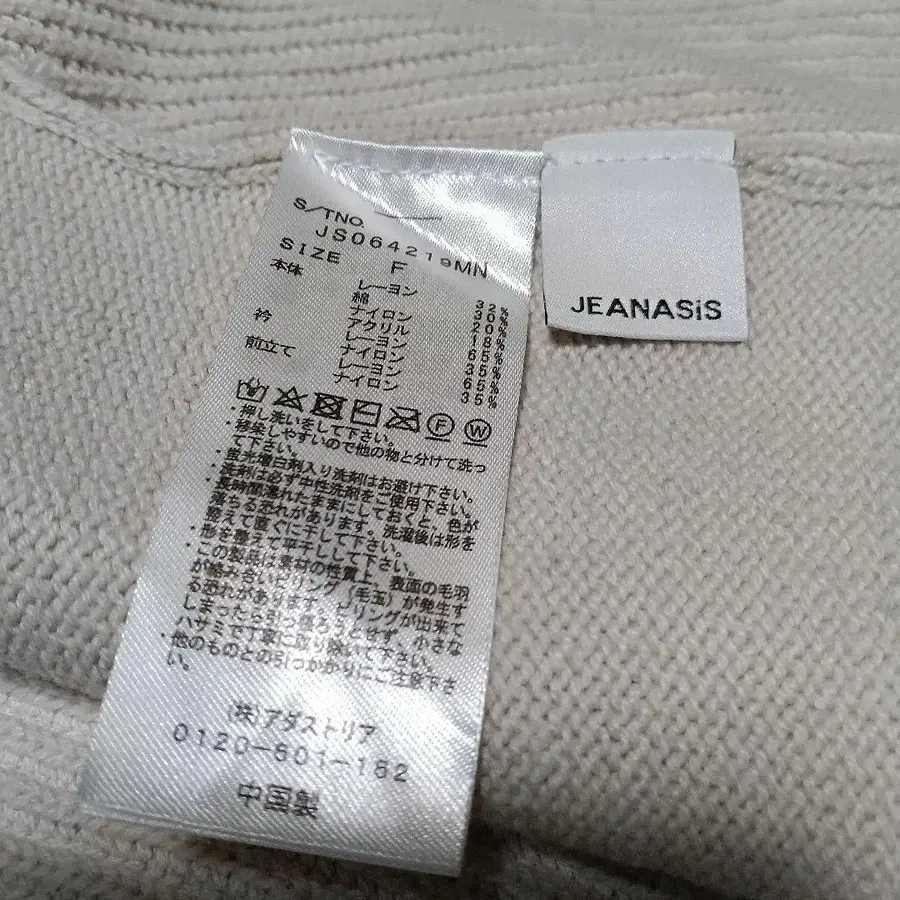 S/TNO.
JS064219MN
SIZE F
本体 レーヨン 32%
綿 30%
ナイロン 20%
アクリル 18%
衿 レーヨン 65%
ナイロン 35%
前立て レーヨン 65%
ナイロン 35%
F W
・押し洗いをして下さい。
・移染しやすいので他の物と分けて洗っ
て下さい。
・蛍光増白剤入り洗剤はお避け下さい。
・洗剤は必ず中性洗剤をご使用下さい。
・長時間濡れたままにしておくと、色が
落ちる恐れがあります。洗濯後は形を
整えて直ぐに干して下さい。
・形を整えて平干しして下さい。
・この製品は素材の性質上、表面の毛羽
が絡み合いピリング（毛玉）が発生す
る恐れがあります。ピリングが出来て
しまったら引っ張ろうとせず、小さな
ハサミで丁寧に取り除いて下さい。
・他のものとの引っかかりにご注意下さ
い。
(株)アダストリア
0120-601-162
中国製
JEANASiS